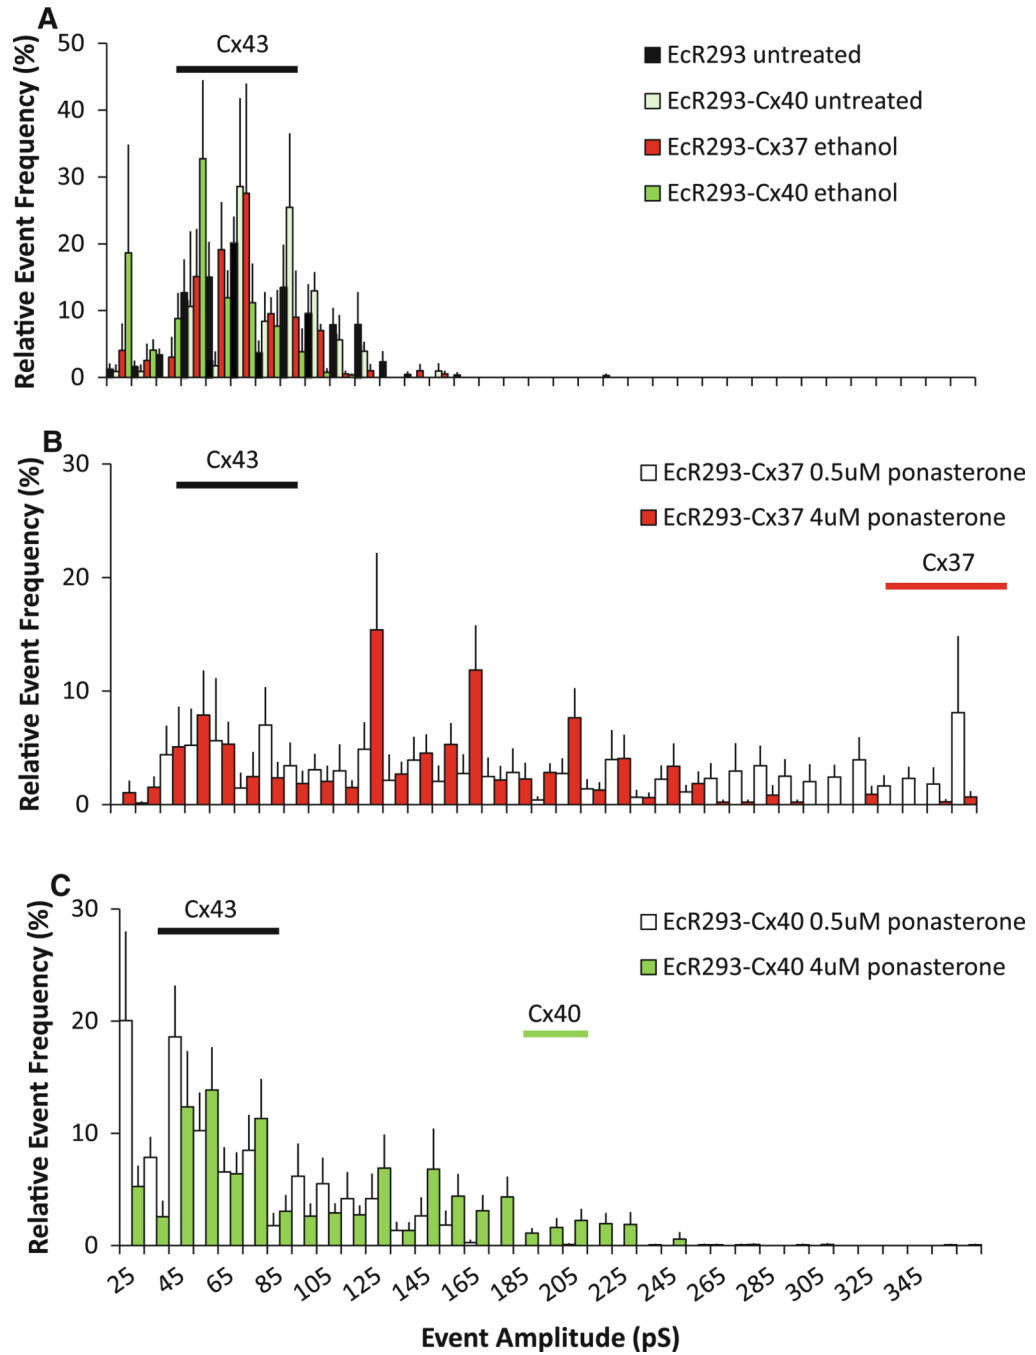 A
Relative Event Frequency (%)
50
40
30
20
10
0
Cx43
EcR293 untreated
EcR293-Cx40 untreated
EcR293-Cx37 ethanol
EcR293-Cx40 ethanol
B
Relative Event Frequency (%)
30
20
10
0
Cx43
EcR293-Cx37 0.5uM ponasterone
EcR293-Cx37 4uM ponasterone
Cx37
C
Relative Event Frequency (%)
30
20
10
0
Cx43
EcR293-Cx40 0.5uM ponasterone
EcR293-Cx40 4uM ponasterone
Cx40
25 45 65 85 105 125 145 165 185 205 225 245 265 285 305 325 345
Event Amplitude (pS)